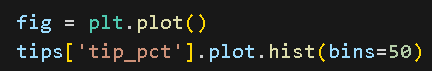 fig = plt.plot()
tips['tip_pct'].plot.hist(bins=50)